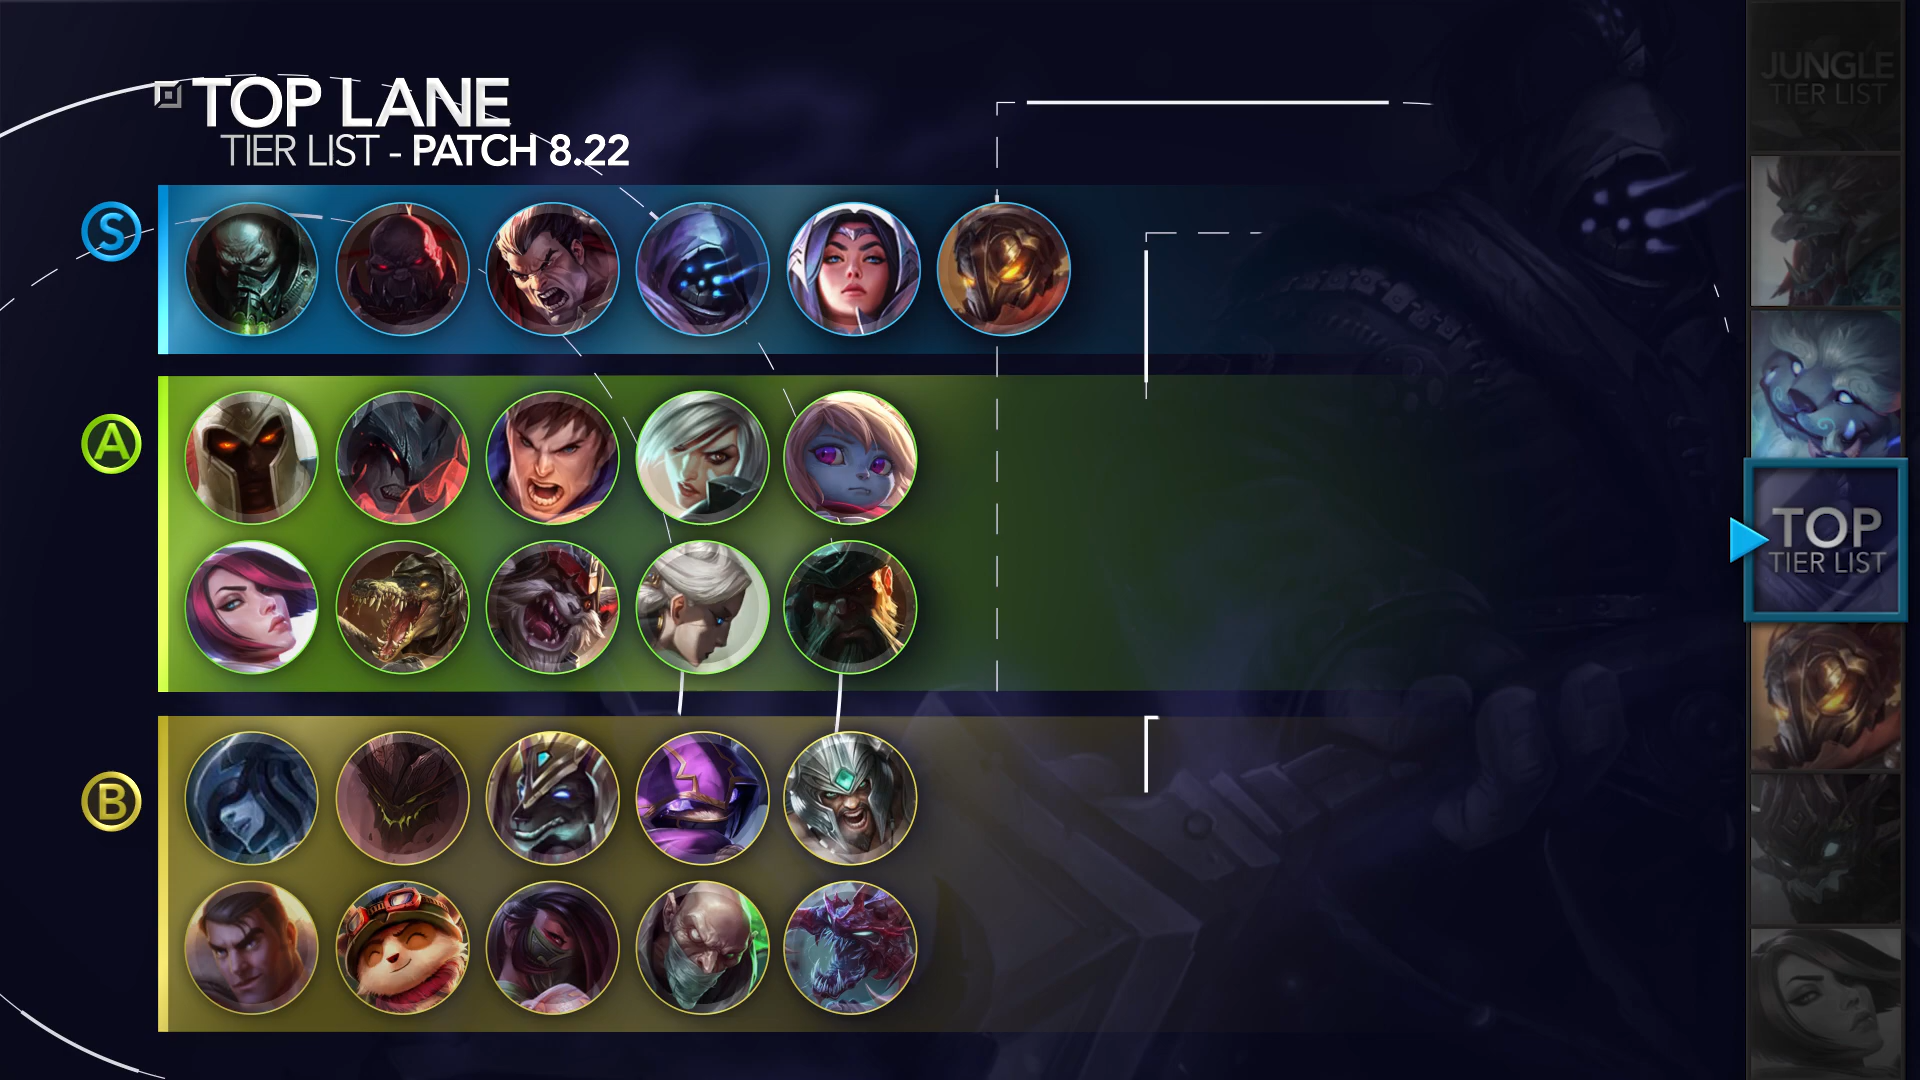 TOP LANE
TIER LIST - PATCH 8.22
S
A
B
JUNGLE
TIER LIST
TOP
TIER LIST